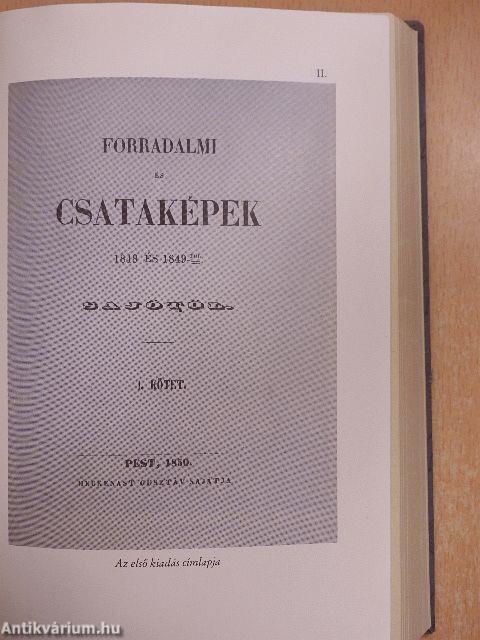 II.
FORRADALMI
ÉS
CSATAKÉPEK
1848 ÉS 1849-
SAJÓTÓL.
I. KÖTET.
PEST, 1850.
HECKENAST GUSZTÁV SAJÁTJA
Az első kiadás címlapja
Antikvárium.hu